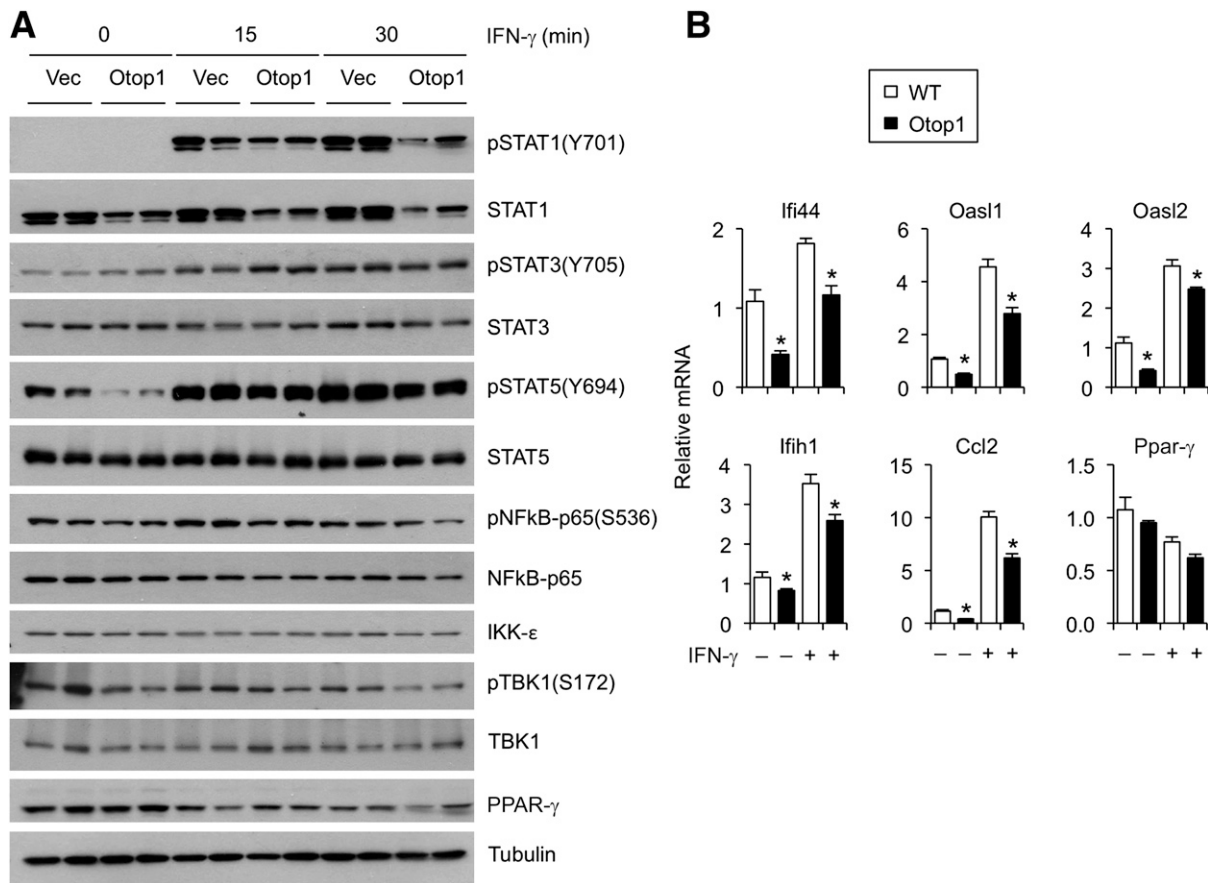 A
0 15 30 IFN-γ (min)
Vec Otop1 Vec Otop1 Vec Otop1
pSTAT1(Y701)
STAT1
pSTAT3(Y705)
STAT3
pSTAT5(Y694)
STAT5
pNFkB-p65(S536)
NFkB-p65
IKK-ε
pTBK1(S172)
TBK1
PPAR-γ
Tubulin
B
WT
Otop1
Relative mRNA
Ifi44 Oasl1 Oasl2
2 6 4
* * *
3
4
1 * 2
* 2 * 1 *
0 0 0
Ifih1 Ccl2 Ppar-γ
4 15 1.5
3 * 10 1.0
2 *
1 * 5 0.5
0 * 0 0.0
IFN-γ – – + + – – + + – – + +